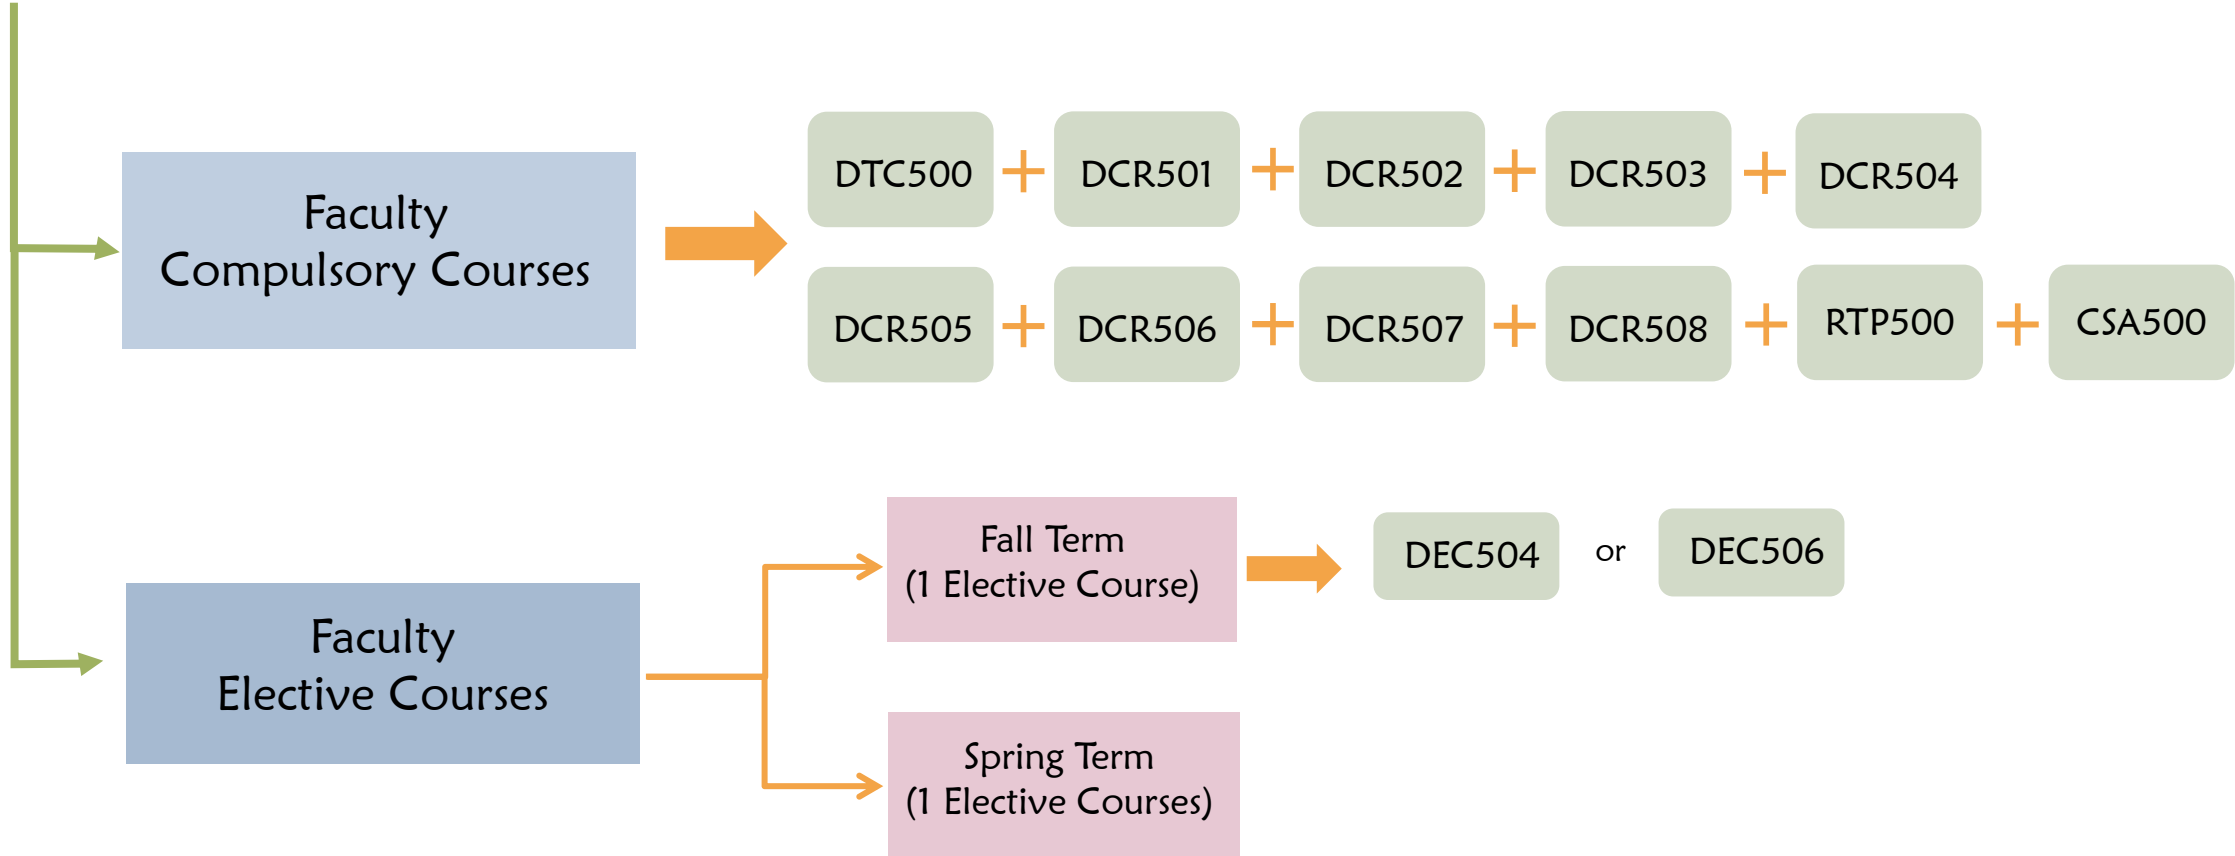 Faculty
Compulsory Courses
DTC500 + DCR501 + DCR502 + DCR503 + DCR504
DCR505 + DCR506 + DCR507 + DCR508 + RTP500 + CSA500
Faculty
Elective Courses
Fall Term
(1 Elective Course)
DEC504 or DEC506
Spring Term
(1 Elective Courses)